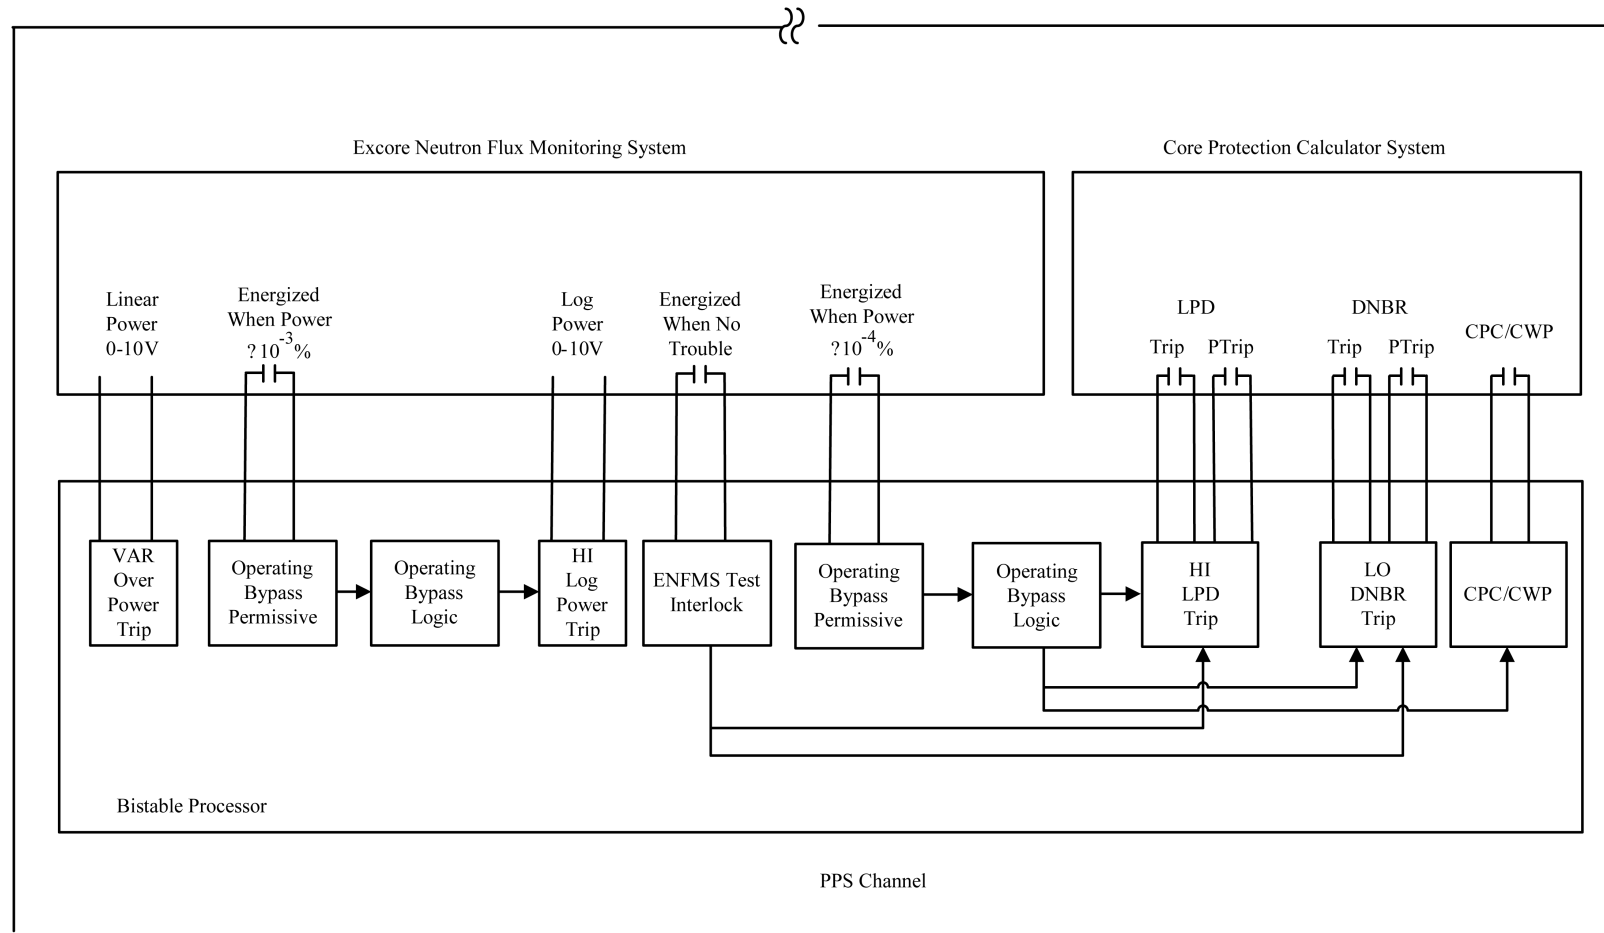 Excore Neutron Flux Monitoring System
Core Protection Calculator System
Linear
Power
0-10V
Energized
When Power
?10-3%
Log
Power
0-10V
Energized
When No
Trouble
Energized
When Power
?10-4%
LPD
Trip PTrip
DNBR
Trip PTrip
CPC/CWP
VAR
Over
Power
Trip
Operating
Bypass
Permissive
Operating
Bypass
Logic
HI
Log
Power
Trip
ENFMS Test
Interlock
Operating
Bypass
Permissive
Operating
Bypass
Logic
HI
LPD
Trip
LO
DNBR
Trip
CPC/CWP
Bistable Processor
PPS Channel